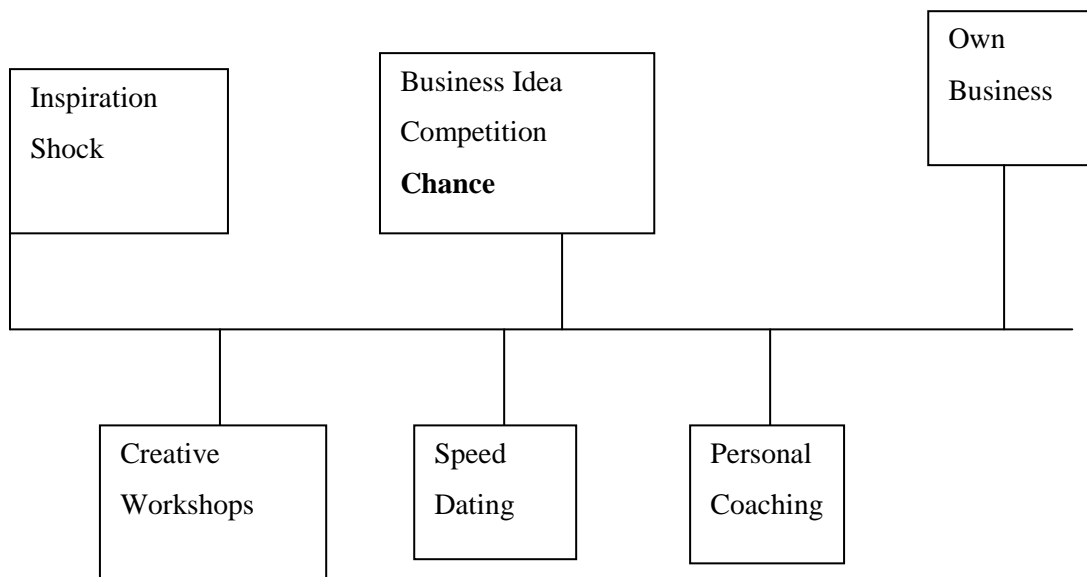 Inspiration
Shock
Business Idea
Competition
Chance
Own
Business
Creative
Workshops
Speed
Dating
Personal
Coaching